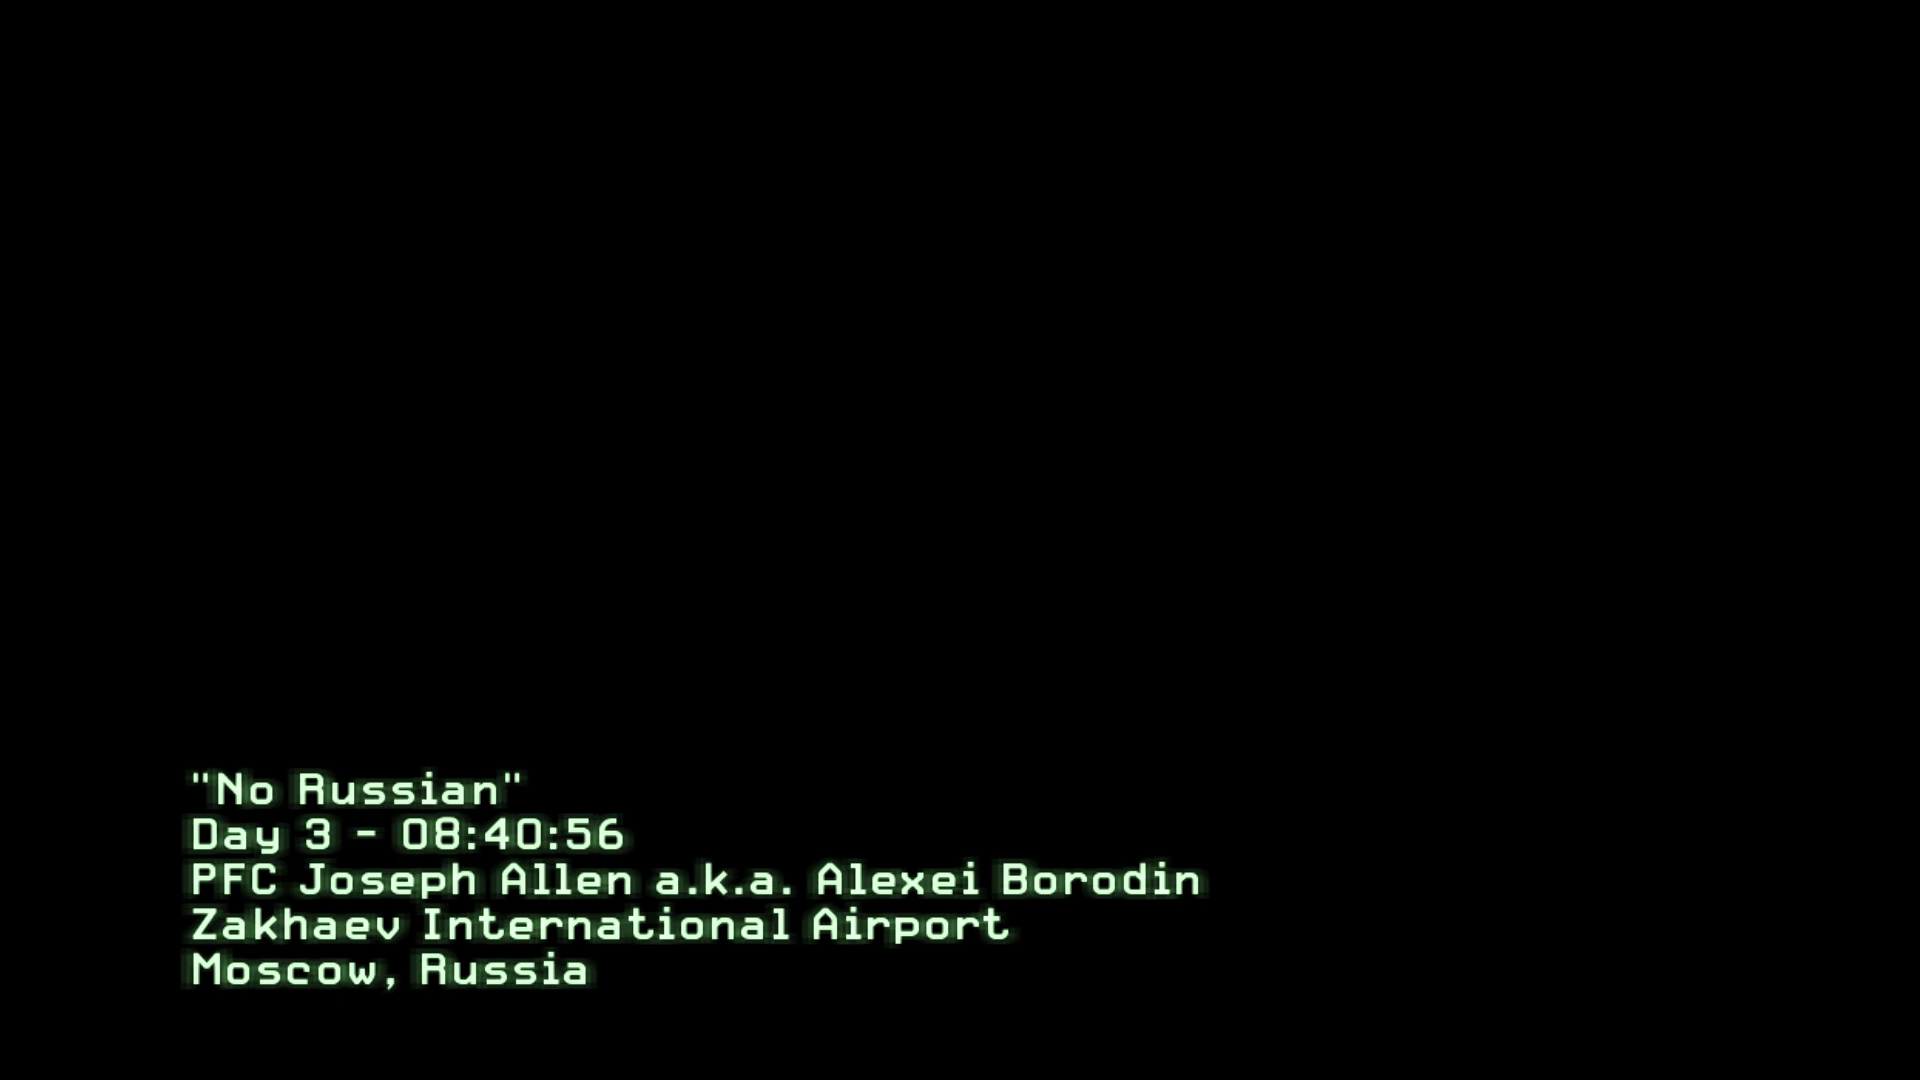 "No Russian"
Day 3 - 08:40:56
PFC Joseph Allen a.k.a. Alexei Borodin
Zakhaev International Airport
Moscow, Russia